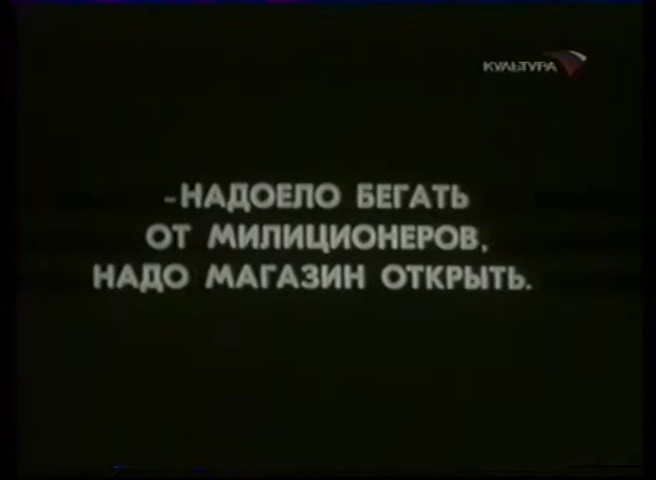 КУЛЬТУРА
-НАДОЕЛО БЕГАТЬ
ОТ МИЛИЦИОНЕРОВ,
НАДО МАГАЗИН ОТКРЫТЬ.